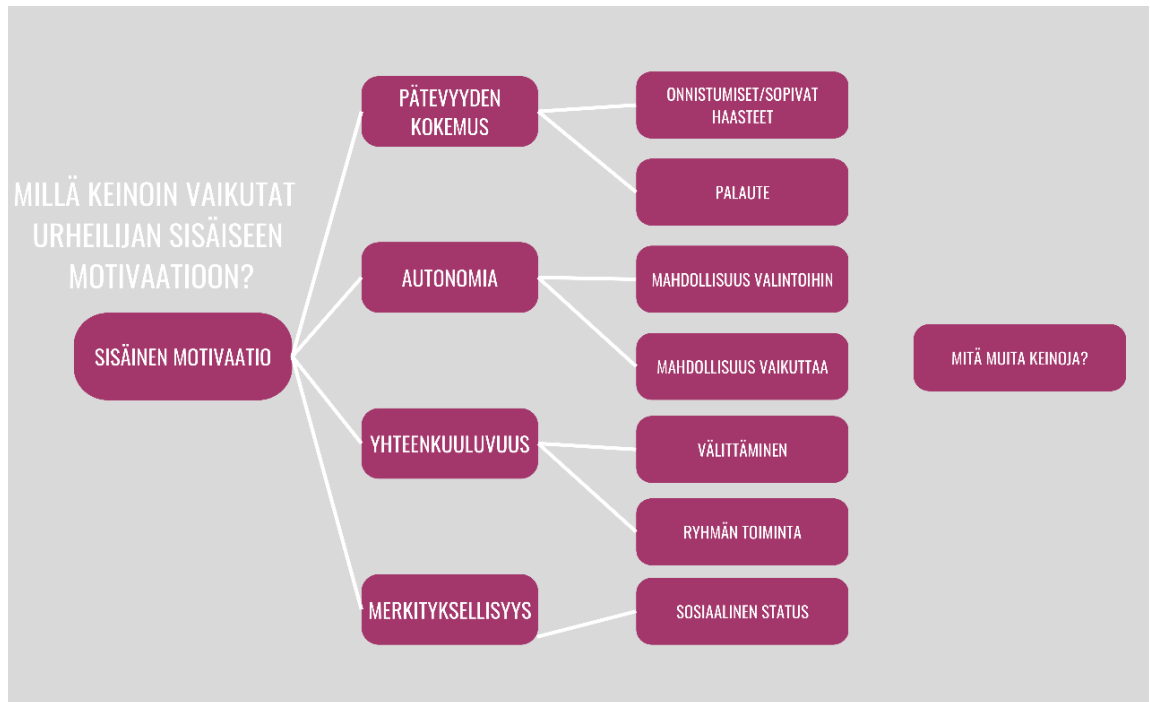 MILLÄ KEINOIN VAIKUTAT
URHEILIJAN SISÄISEEN
MOTIVAATIOON?
SISÄINEN MOTIVAATIO
PÄTEVYYDEN
KOKEMUS
ONNISTUMISET/SOPIVAT
HAASTEET
PALAUTE
AUTONOMIA
MAHDOLLISUUS VALINTOIHIN
MAHDOLLISUUS VAIKUTTAA
YHTEENKUULUVUUS
VÄLITTÄMINEN
RYHMÄN TOIMINTA
MERKITYKSELLISYYS
SOSIAALINEN STATUS
MITÄ MUITA KEINOJA?